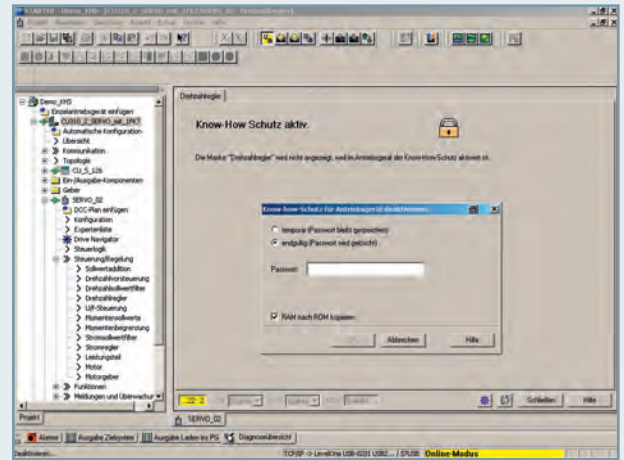 Projekt
Demo_KHS
Einzelantriebsgerät einfügen
Automatische Konfiguration
Übersicht
Kommunikation
Topologie
CU_S_126
Ein-/Ausgabe-Komponenten
Geber
SERVO_02
DCC-Plan einfügen
Konfiguration
Expertenliste
Drive Navigator
Steuerlogik
Steuerung/Regelung
Sollwertaddition
Drehzahlvorsteuerung
Drehzahlsollwertfilter
Drehzahlregler
U/f-Steuerung
Momentensollwerte
Momentenbegrenzung
Stromsollwertfilter
Stromregler
Leistungsteil
Motor
Motorgeber
Funktionen
Meldungen und Überwachur
Projekt
Drehzahlregler
Know-How Schutz aktiv.
Die Maske "Drehzahlregler" wird nicht angezeigt, weil im Antriebsgerät der Know-How-Schutz aktiviert ist.
Know-how-Schutz für Antriebsgerät deaktivieren
temporär (Passwort bleibt gespeichert)
endgültig (Passwort wird gelöscht)
Passwort:
RAM nach ROM kopieren
OK Abbrechen Hilfe
Schließen Hilfe
SERVO_02
Alarme Ausgabe Zielsystem Ausgabe Laden ins PG Diagnoseübersicht
Online-Modus